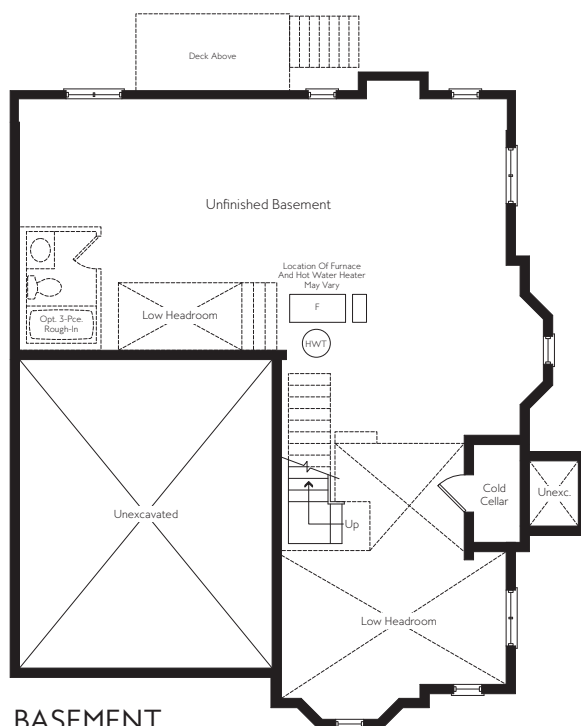 Deck Above
Unfinished Basement
Location Of Furnace
And Hot Water Heater
May Vary
F
Opt. 3-Pce.
Rough-In
Low Headroom
HWT
Cold
Cellar
Unexc.
Unexcavated
Up
Low Headroom
BASEMENT